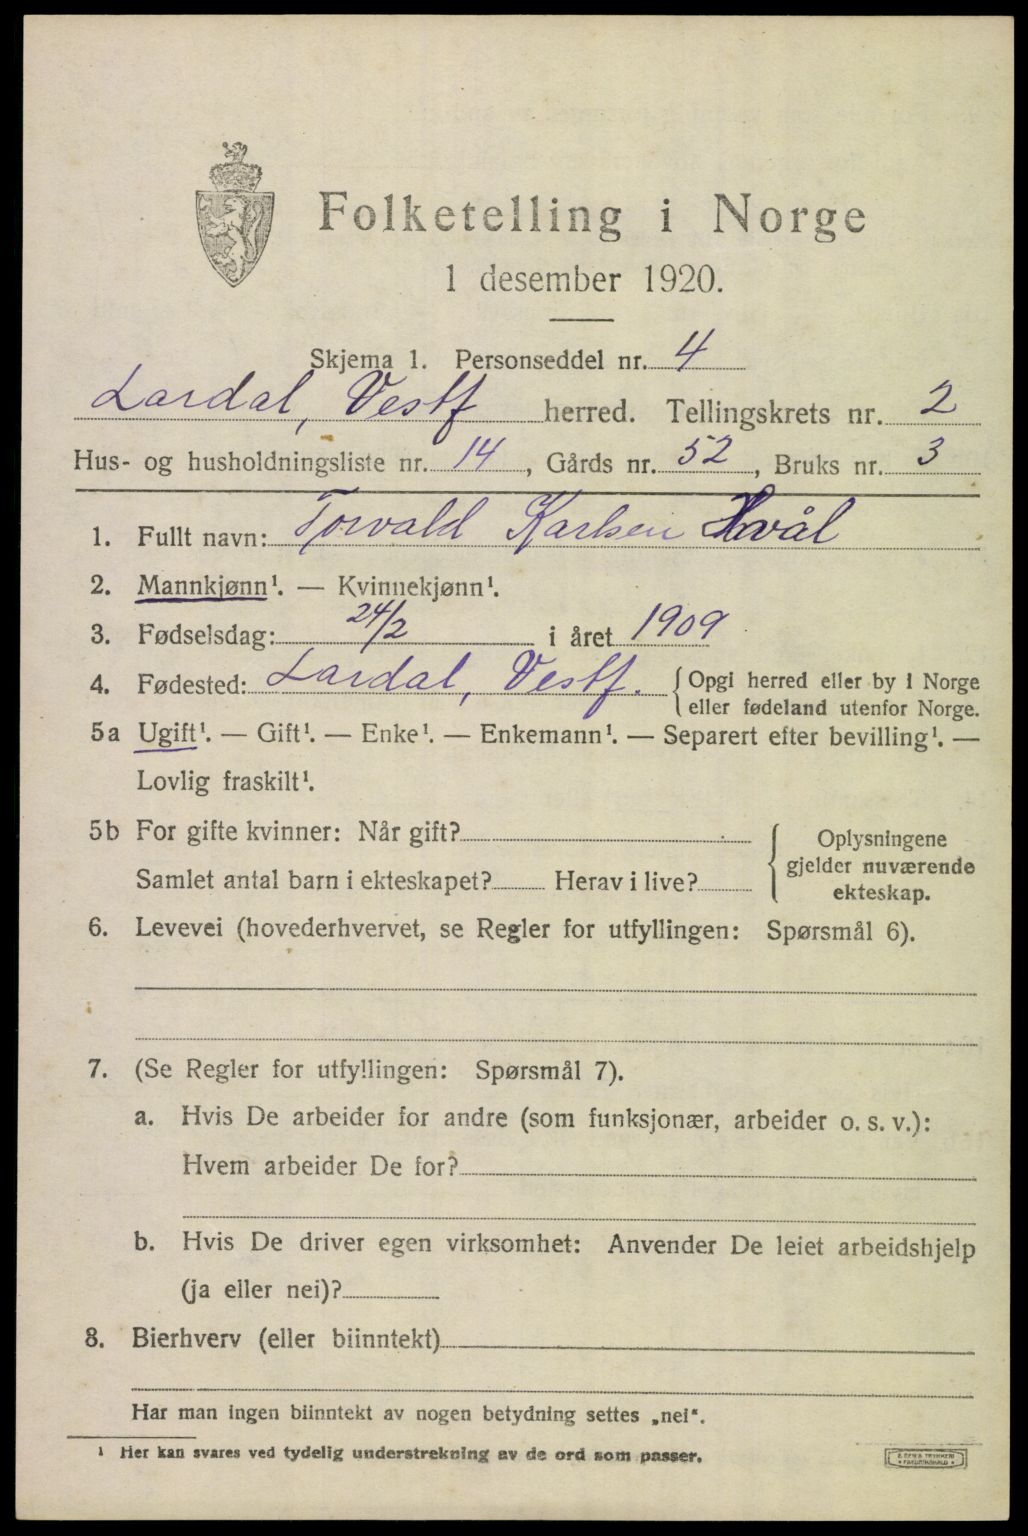 Folketelling i Norge
1 desember 1920.
Skjema 1. Personseddel nr. 4
Lardal, Vestf herred. Tellingskrets nr. 2
Hus- og husholdningsliste nr. 14, Gårds nr. 52, Bruks nr. 3
1. Fullt navn: Torvald Karlsen Hvål
2. Mannkjønn¹. — Kvinnekjønn¹.
3. Fødselsdag: 24/2 i året 1909
4. Fødested: Lardal, Vestf. { Opgi herred eller by i Norge
eller fødeland utenfor Norge.
5a Ugift¹. — Gift¹. — Enke¹. — Enkemann¹. — Separert efter bevilling¹. —
Lovlig fraskilt¹.
5b For gifte kvinner: Når gift?
Samlet antal barn i ekteskapet? Herav i live?
Oplysningene
gjelder nuværende
ekteskap.
6. Levevei (hovederhvervet, se Regler for utfyllingen: Spørsmål 6).
7. (Se Regler for utfyllingen: Spørsmål 7).
a. Hvis De arbeider for andre (som funksjonær, arbeider o. s. v.):
Hvem arbeider De for?
b. Hvis De driver egen virksomhet: Anvender De leiet arbeidshjelp
(ja eller nei)?
8. Bierhverv (eller biinntekt)
Har man ingen biinntekt av nogen betydning settes „nei“.
¹ Her kan svares ved tydelig understrekning av de ord som passer.